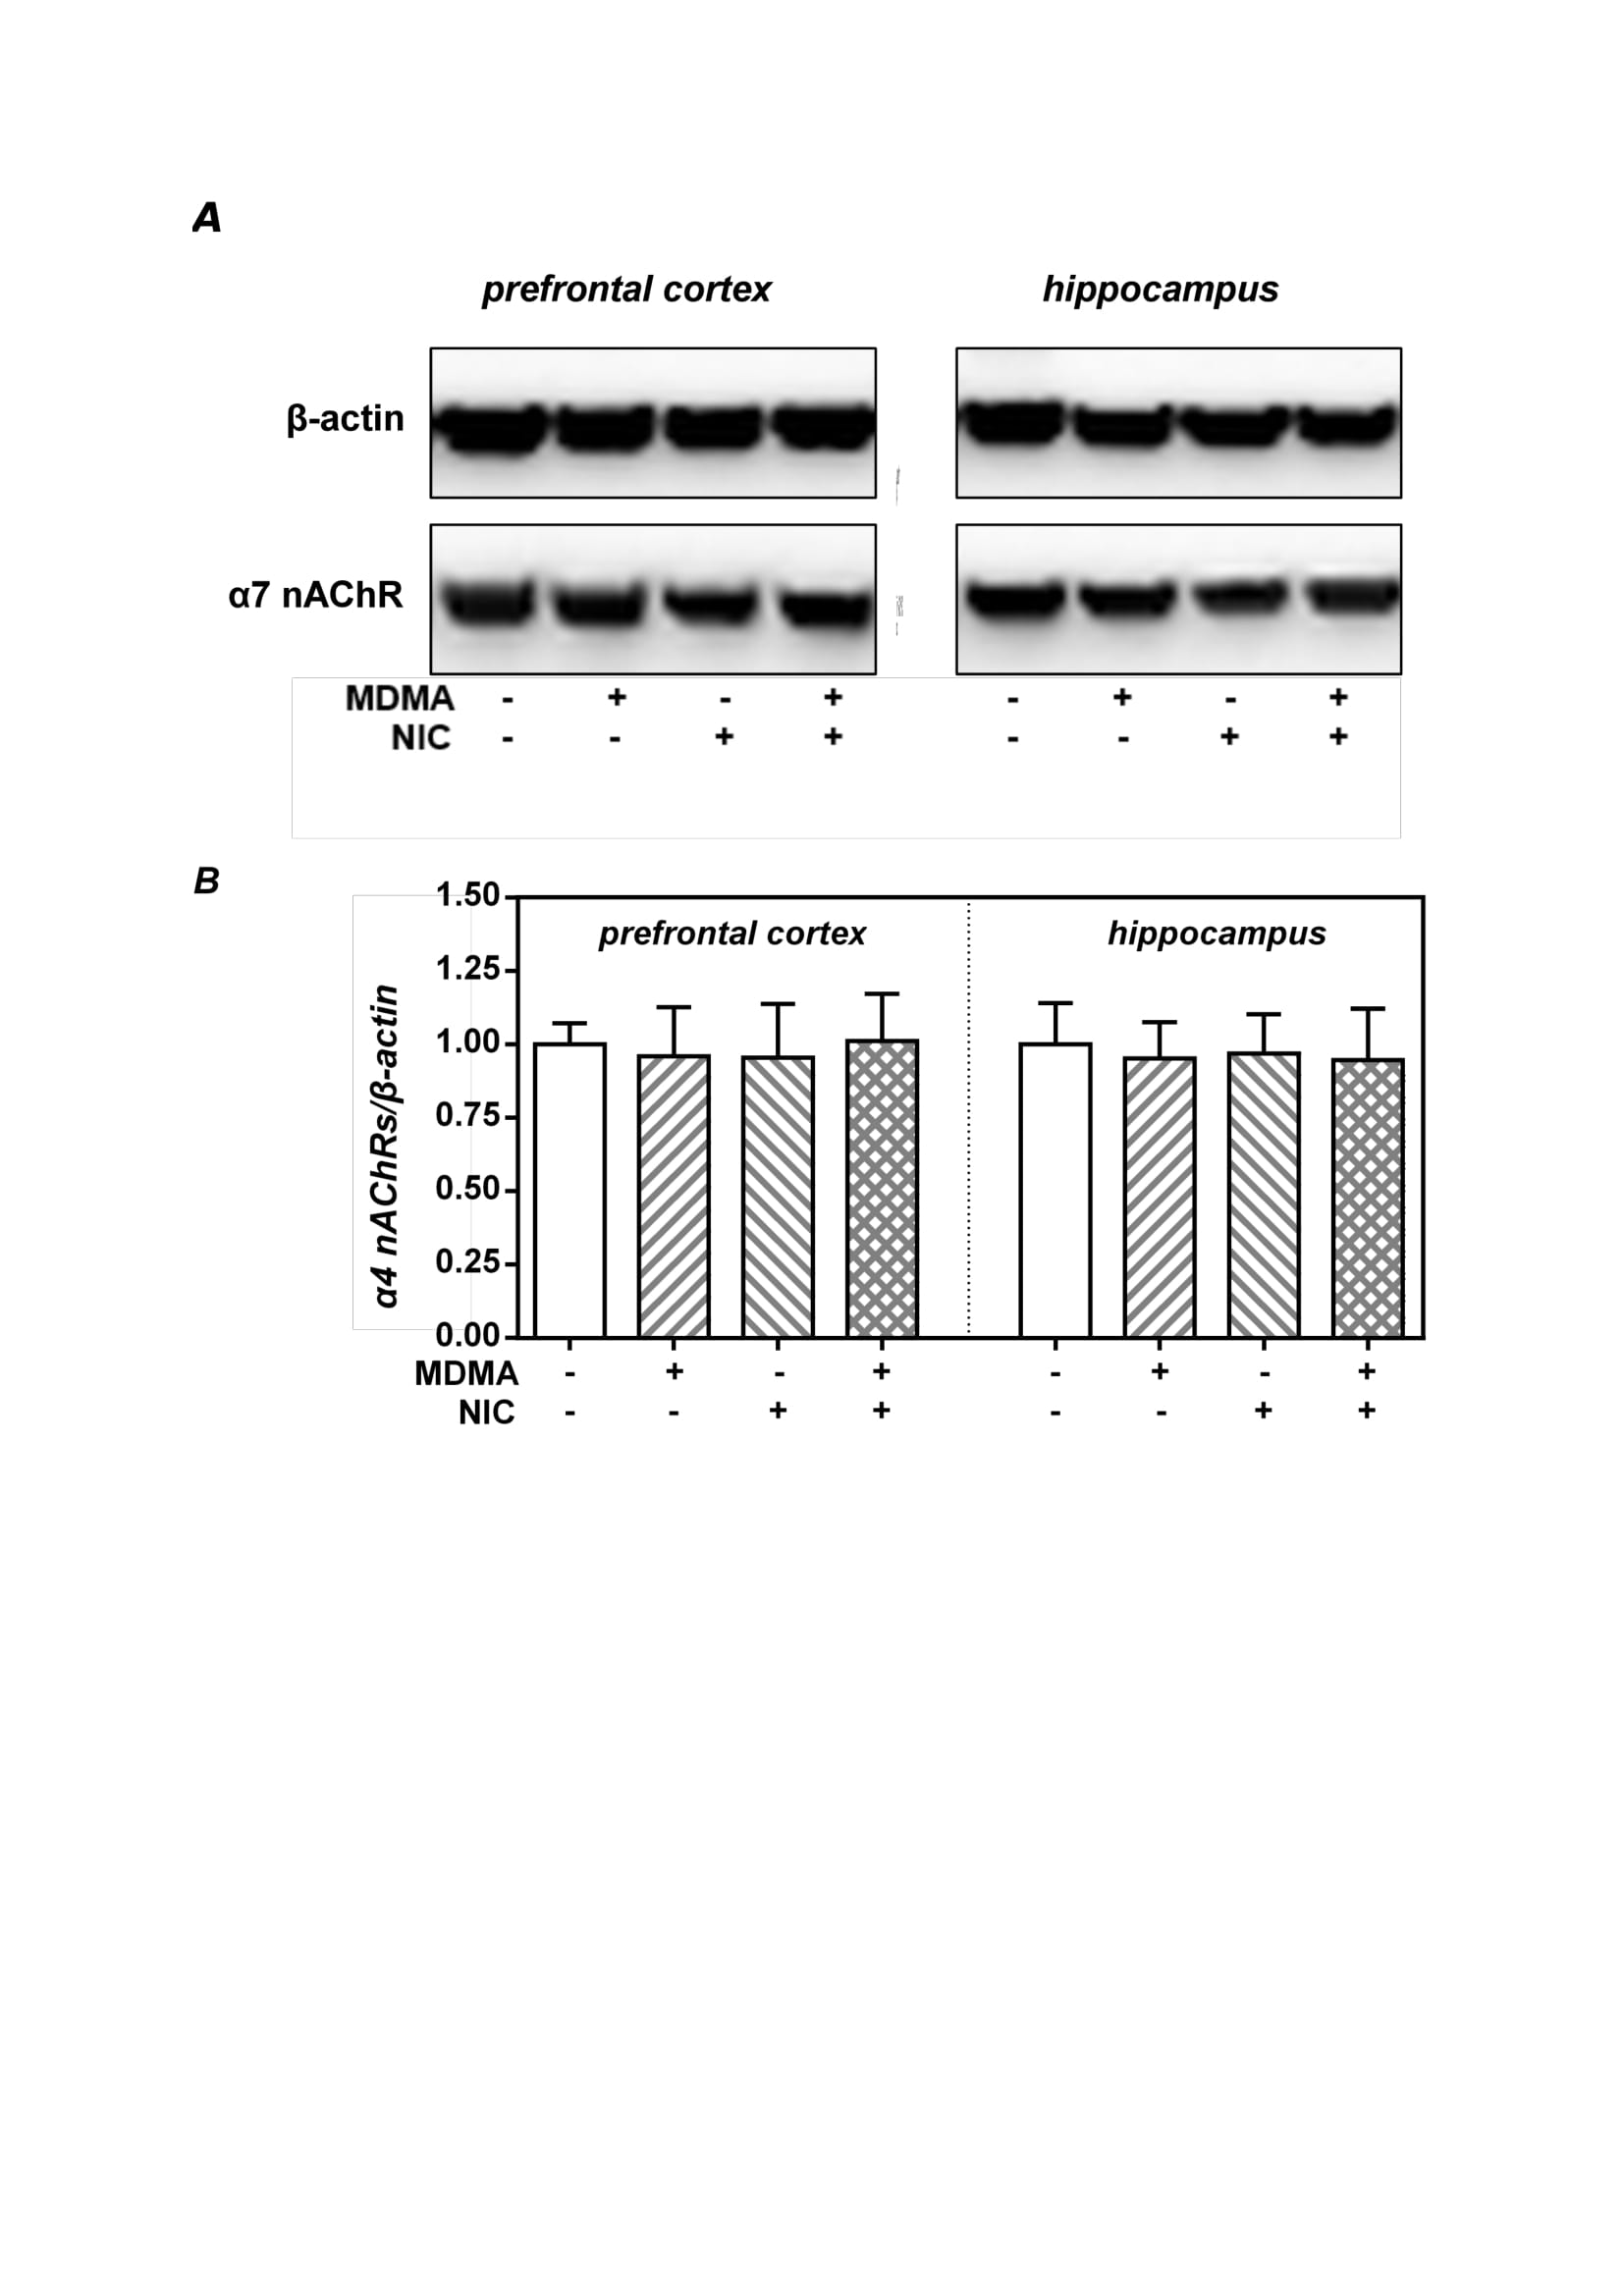 A
prefrontal cortex hippocampus
β-actin
α7 nAChR
MDMA - + - + - + - +
NIC - - + + - - + +
B
prefrontal cortex hippocampus
α4 nAChRs/β-actin
1.50
1.25
1.00
0.75
0.50
0.25
0.00
MDMA - + - + - + - +
NIC - - + + - - + +